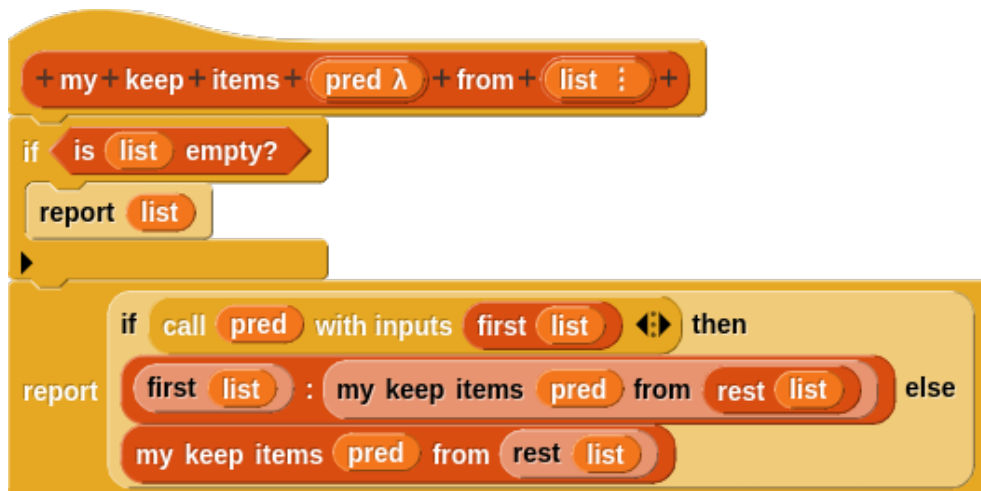 + my + keep + items + pred λ + from + list ⋮ +
if is list empty?
report list
if call pred with inputs first list then
report first list : my keep items pred from rest list else
my keep items pred from rest list